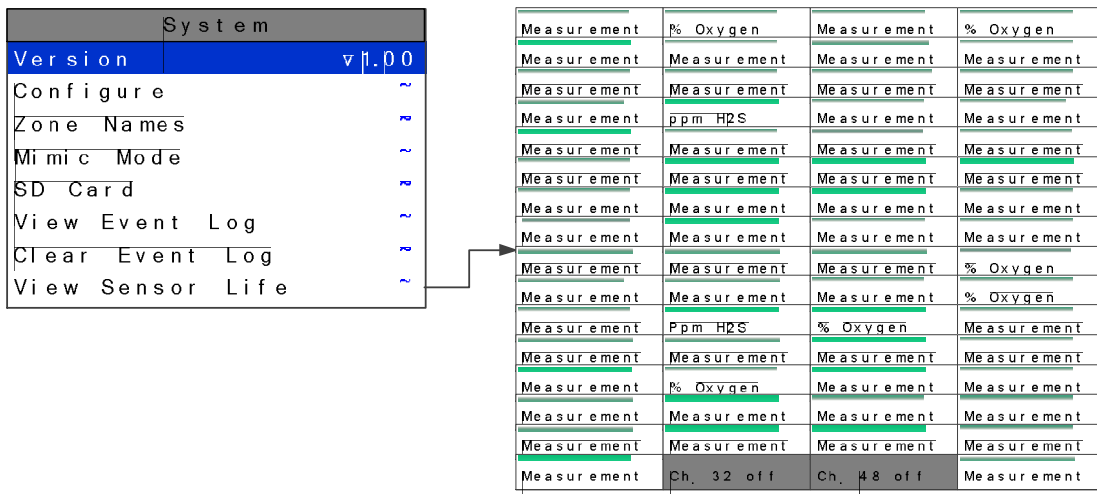 System
Version v1.00
Configure ~
Zone Names ~
Mimic Mode ~
SD Card ~
View Event Log ~
Clear Event Log ~
View Sensor Life ~
Measurement % Oxygen Measurement % Oxygen
Measurement Measurement Measurement Measurement
Measurement Measurement Measurement Measurement
Measurement ppm H2S Measurement Measurement
Measurement Measurement Measurement Measurement
Measurement Measurement Measurement Measurement
Measurement Measurement Measurement Measurement
Measurement Measurement Measurement Measurement
Measurement Measurement Measurement % Oxygen
Measurement Measurement Measurement % Oxygen
Measurement Ppm H2S % Oxygen Measurement
Measurement Measurement Measurement Measurement
Measurement % Oxygen Measurement Measurement
Measurement Measurement Measurement Measurement
Measurement Measurement Measurement Measurement
Measurement Ch. 32 off Ch. 48 off Measurement